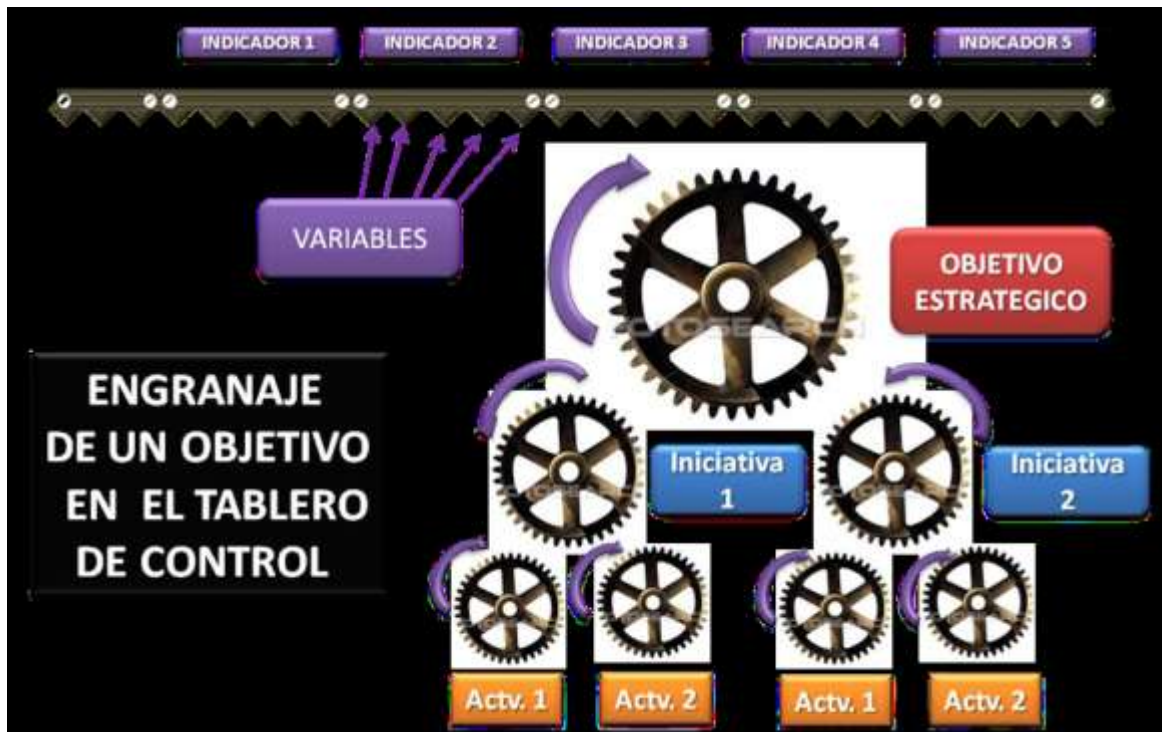 INDICADOR 1
INDICADOR 2
INDICADOR 3
INDICADOR 4
INDICADOR 5
VARIABLES
OBJETIVO
ESTRATEGICO
ENGRANAJE
DE UN OBJETIVO
EN EL TABLERO
DE CONTROL
Iniciativa
1
Iniciativa
2
Actv. 1
Actv. 2
Actv. 1
Actv. 2